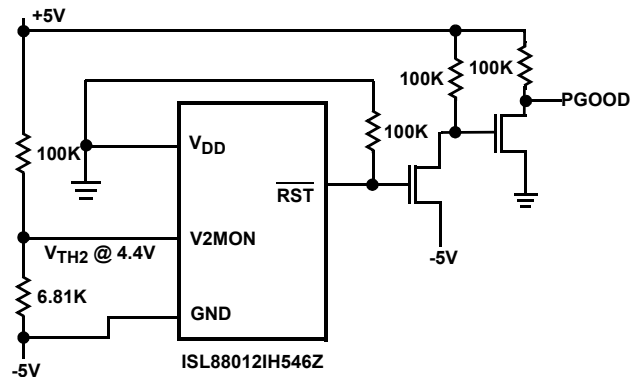 +5V
100K
100K
PGOOD
100K
100K
VDD
RST
V2MON
VTH2 @ 4.4V
6.81K
GND
-5V
-5V
ISL88012IH546Z